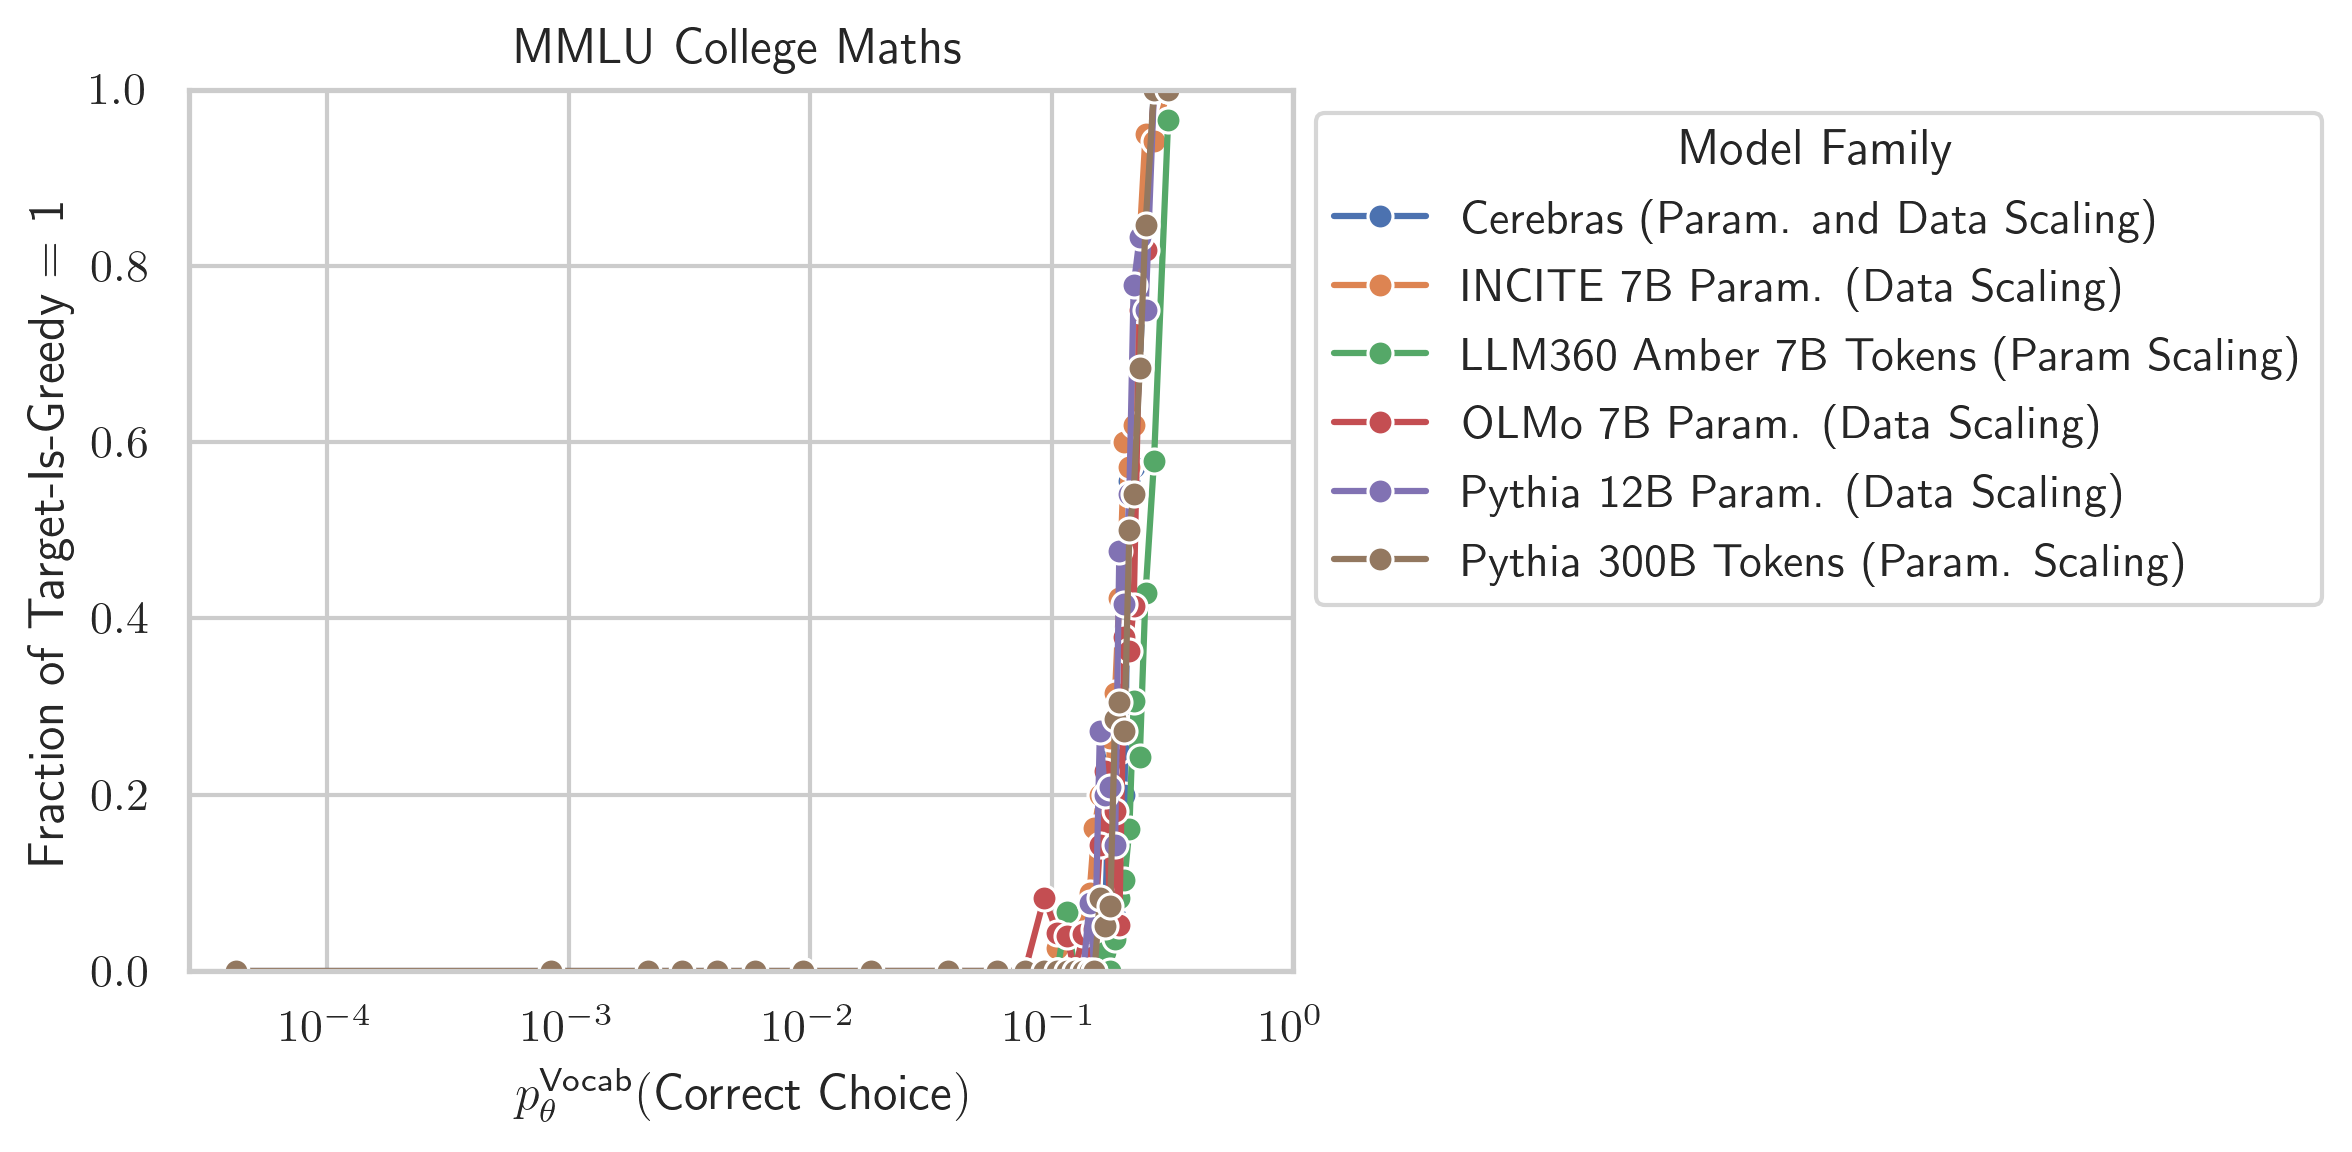 MMLU College Maths
Fraction of Target-Is-Greedy = 1
1.0
0.8
0.6
0.4
0.2
0.0
10⁻⁴ 10⁻³ 10⁻² 10⁻¹ 10⁰
p_θ^Vocab(Correct Choice)
Model Family
Cerebras (Param. and Data Scaling)
INCITE 7B Param. (Data Scaling)
LLM360 Amber 7B Tokens (Param Scaling)
OLMo 7B Param. (Data Scaling)
Pythia 12B Param. (Data Scaling)
Pythia 300B Tokens (Param. Scaling)